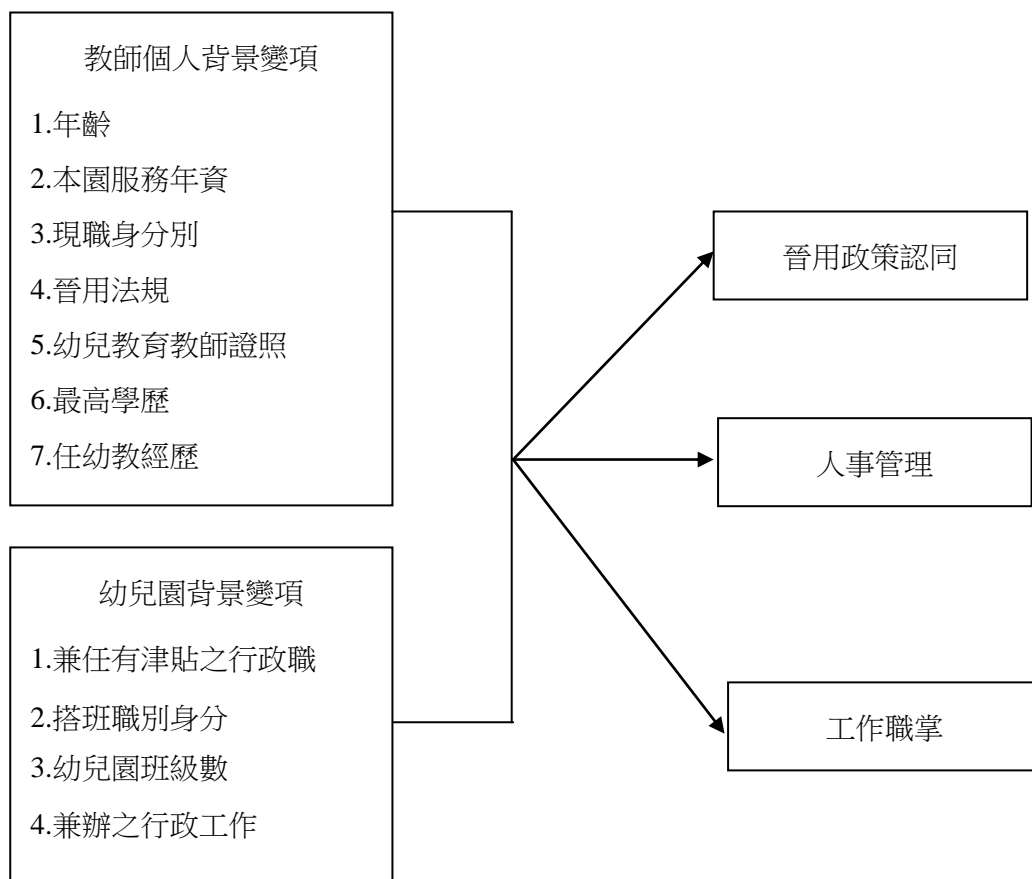 教師個人背景變項
1.年齡
2.本園服務年資
3.現職身分別
4.晉用法規
5.幼兒教育教師證照
6.最高學歷
7.任幼教經歷
幼兒園背景變項
1.兼任有津貼之行政職
2.搭班職別身分
3.幼兒園班級數
4.兼辦之行政工作
晉用政策認同
人事管理
工作職掌